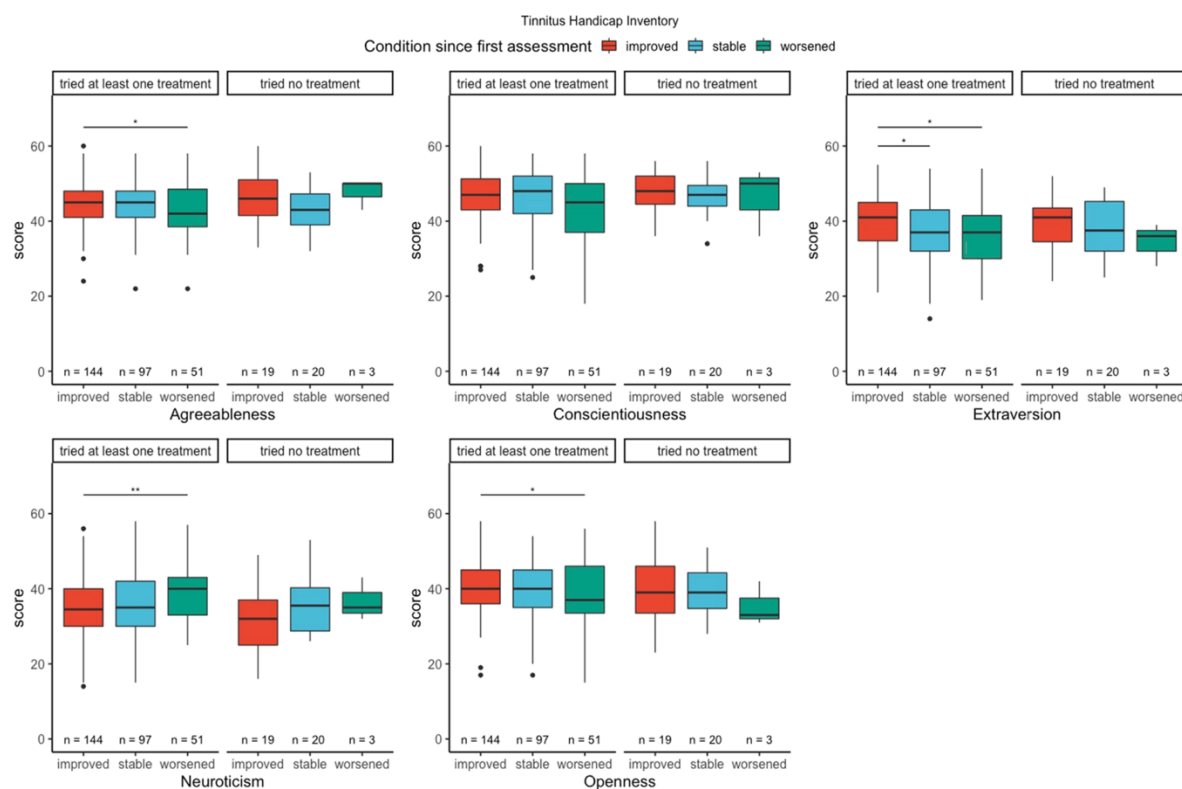 Tinnitus Handicap Inventory
Condition since first assessment improved stable worsened
tried at least one treatment tried no treatment
*
60
40
20
0
score
n = 144 n = 97 n = 51 n = 19 n = 20 n = 3
improved stable worsened improved stable worsened
Agreeableness
tried at least one treatment tried no treatment
60
40
20
0
score
n = 144 n = 97 n = 51 n = 19 n = 20 n = 3
improved stable worsened improved stable worsened
Conscientiousness
tried at least one treatment tried no treatment
*
*
60
40
20
0
score
n = 144 n = 97 n = 51 n = 19 n = 20 n = 3
improved stable worsened improved stable worsened
Extraversion
tried at least one treatment tried no treatment
**
60
40
20
0
score
n = 144 n = 97 n = 51 n = 19 n = 20 n = 3
improved stable worsened improved stable worsened
Neuroticism
tried at least one treatment tried no treatment
*
60
40
20
0
score
n = 144 n = 97 n = 51 n = 19 n = 20 n = 3
improved stable worsened improved stable worsened
Openness